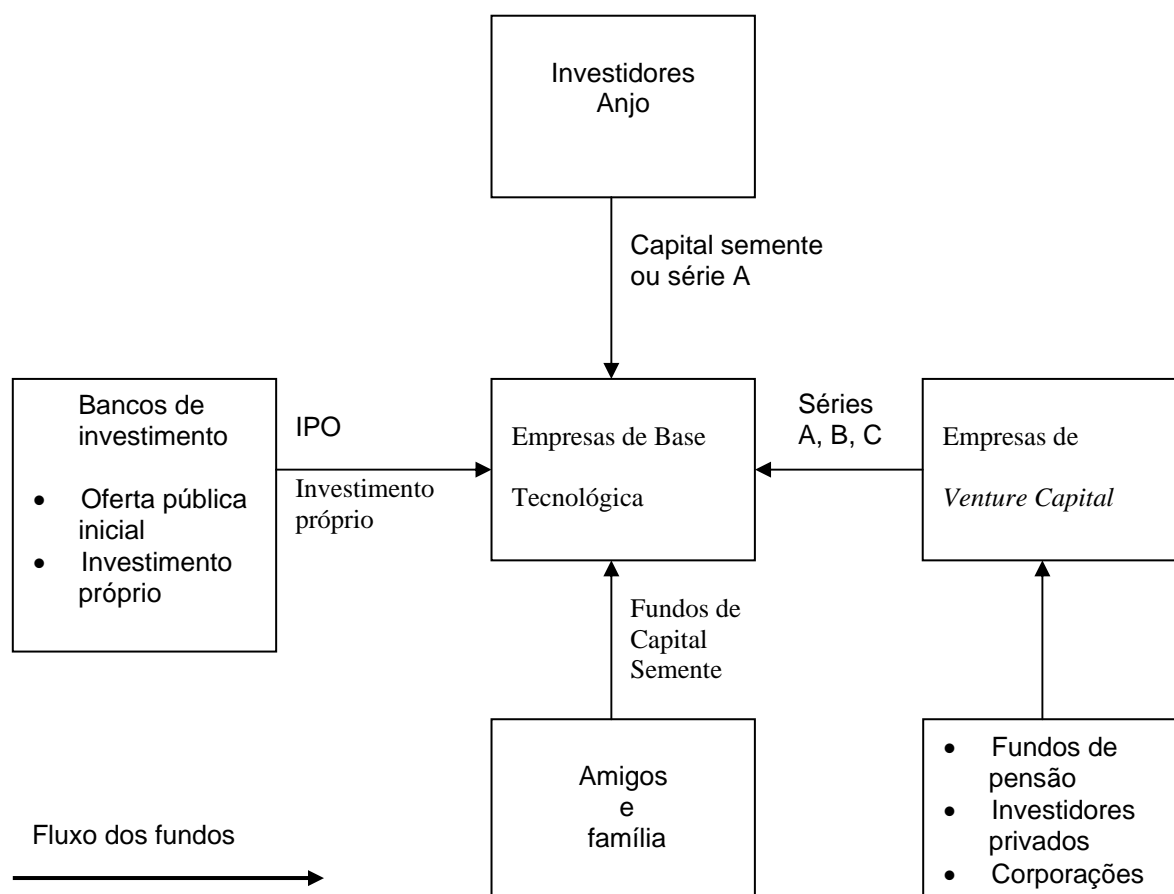 Investidores
Anjo
Capital semente
ou série A
Bancos de
investimento
• Oferta pública
inicial
• Investimento
próprio
IPO
Investimento
próprio
Empresas de Base
Tecnológica
Séries
A, B, C
Empresas de
Venture Capital
Fundos de
Capital
Semente
Amigos
e
família
• Fundos de
pensão
• Investidores
privados
• Corporações
Fluxo dos fundos